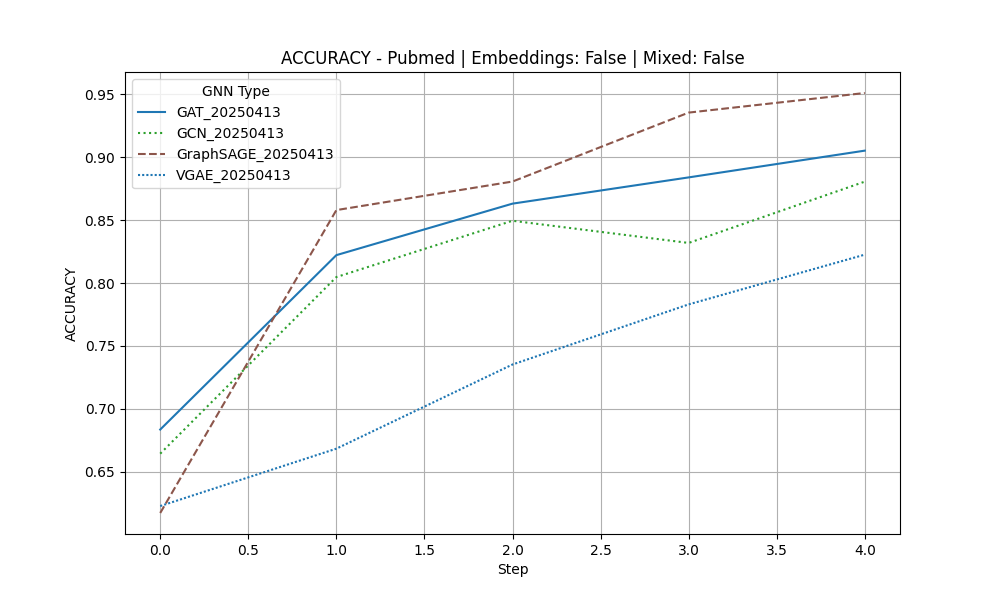 ACCURACY - Pubmed | Embeddings: False | Mixed: False
GNN Type
GAT_20250413
GCN_20250413
GraphSAGE_20250413
VGAE_20250413
ACCURACY
0.95
0.90
0.85
0.80
0.75
0.70
0.65
0.0 0.5 1.0 1.5 2.0 2.5 3.0 3.5 4.0
Step